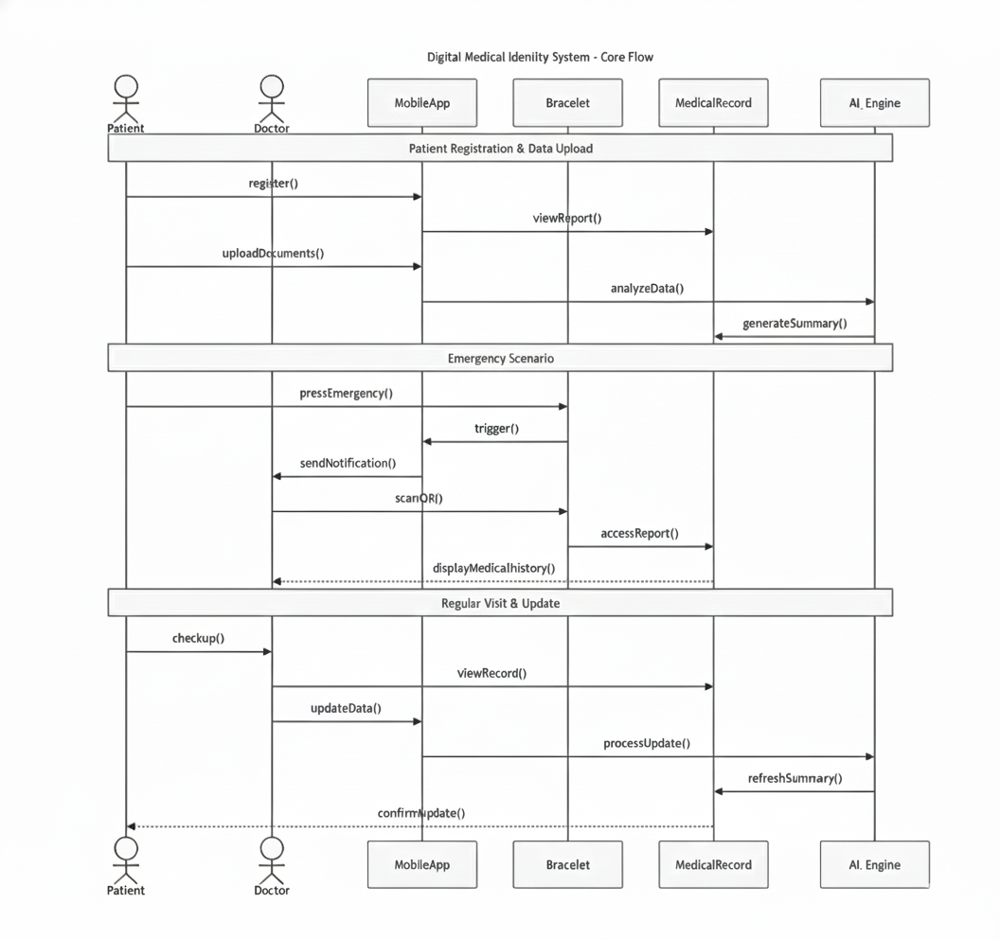 Digital Medical Idenilty System - Core Flow
Patient
Doctor
MobileApp
Bracelet
MedicalRecord
AI_Engine
Patient Registration & Data Upload
register()
viewReport()
uploadDocuments()
analyzeData()
generateSummary()
Emergency Scenario
pressEmergency()
trigger()
sendNotification()
scanQR()
accessReport()
displayMedicalhistory()
Regular Visit & Update
checkup()
viewRecord()
updateData()
processUpdate()
refreshSummary()
confirmUpdate()
MobileApp
Bracelet
MedicalRecord
AI. Engine
Patient
Doctor